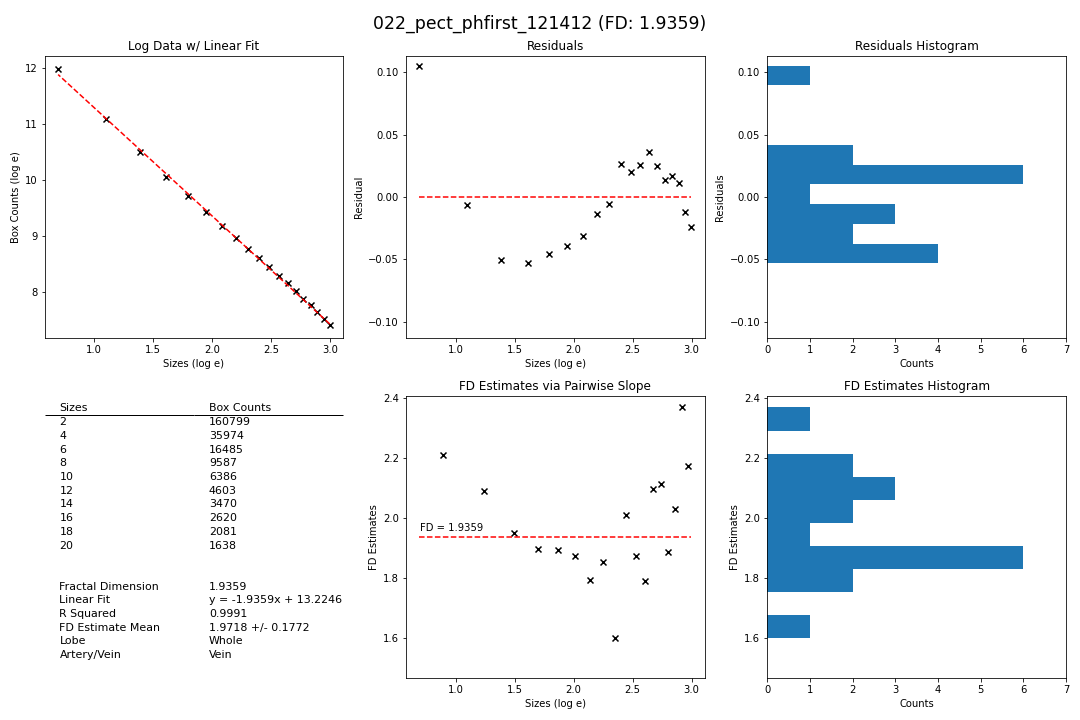 022_pect_phfirst_121412 (FD: 1.9359)
Log Data w/ Linear Fit
Box Counts (log e)
12
11
10
9
8
1.0 1.5 2.0 2.5 3.0
Sizes (log e)
Residuals
Residual
0.10
0.05
0.00
−0.05
−0.10
1.0 1.5 2.0 2.5 3.0
Sizes (log e)
Residuals Histogram
Residuals
0.10
0.05
0.00
−0.05
−0.10
0 1 2 3 4 5 6 7
Counts
Sizes Box Counts
2 160799
4 35974
6 16485
8 9587
10 6386
12 4603
14 3470
16 2620
18 2081
20 1638
Fractal Dimension 1.9359
Linear Fit y = -1.9359x + 13.2246
R Squared 0.9991
FD Estimate Mean 1.9718 +/- 0.1772
Lobe Whole
Artery/Vein Vein
FD Estimates via Pairwise Slope
FD Estimates
2.4
2.2
2.0
1.8
1.6
FD = 1.9359
1.0 1.5 2.0 2.5 3.0
Sizes (log e)
FD Estimates Histogram
FD Estimates
2.4
2.2
2.0
1.8
1.6
0 1 2 3 4 5 6 7
Counts